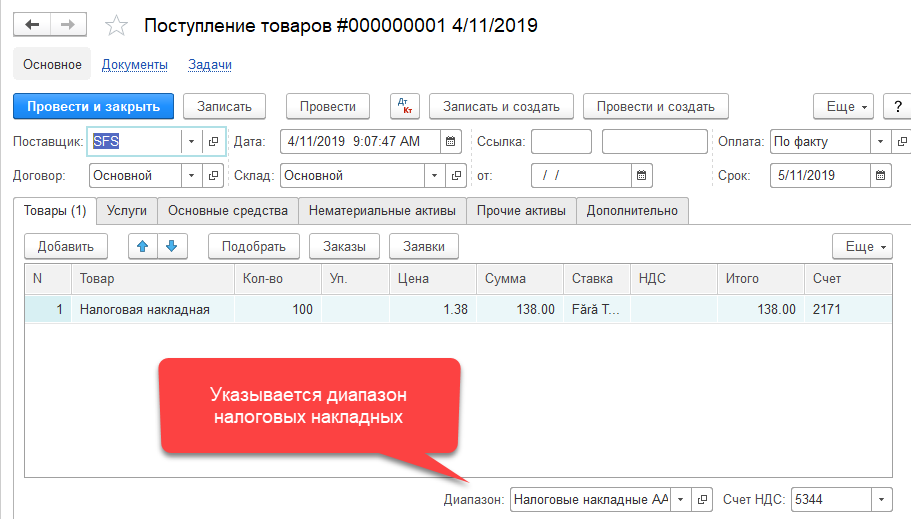 Поступление товаров #000000001 4/11/2019
Основное Документы Задачи
Провести и закрыть Записать Провести Дт Кт Записать и создать Провести и создать Еще ?
Поставщик: SFS Дата: 4/11/2019 9:07:47 AM Ссылка: Оплата: По факту
Договор: Основной Склад: Основной от: / / Срок: 5/11/2019
Товары (1) Услуги Основные средства Нематериальные активы Прочие активы Дополнительно
Добавить Подобрать Заказы Заявки Еще
N Товар Кол-во Уп. Цена Сумма Ставка НДС Итого Счет
1 Налоговая накладная 100 1.38 138.00 Fără T... 138.00 2171
Указывается диапазон
налоговых накладных
Диапазон: Налоговые накладные АА Счет НДС: 5344